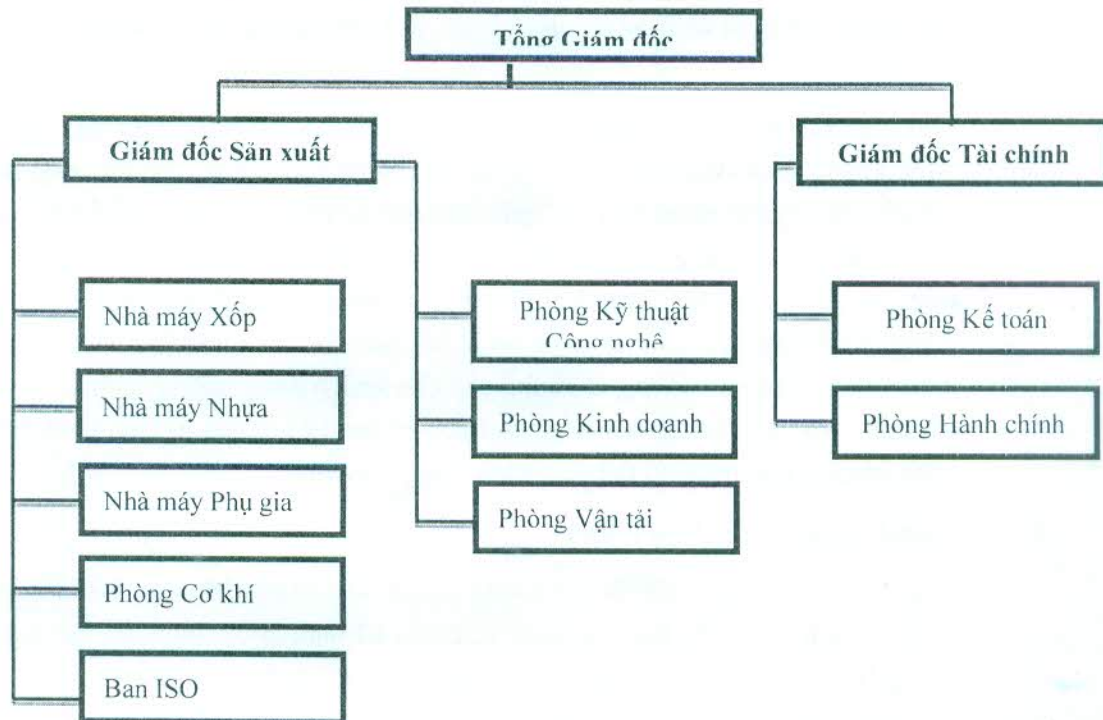 Tổng Giám đốc
Giám đốc Sản xuất
Giám đốc Tài chính
Nhà máy Xốp
Nhà máy Nhựa
Nhà máy Phụ gia
Phòng Cơ khí
Ban ISO
Phòng Kỹ thuật
Công nghệ
Phòng Kinh doanh
Phòng Vận tải
Phòng Kế toán
Phòng Hành chính